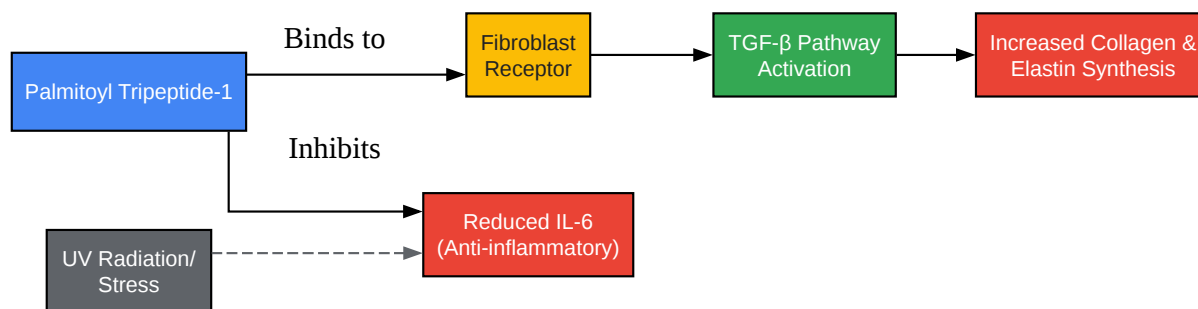 Binds to
Fibroblast
Receptor
TGF-β Pathway
Activation
Increased Collagen &
Elastin Synthesis
Palmitoyl Tripeptide-1
Inhibits
Reduced IL-6
(Anti-inflammatory)
UV Radiation/
Stress